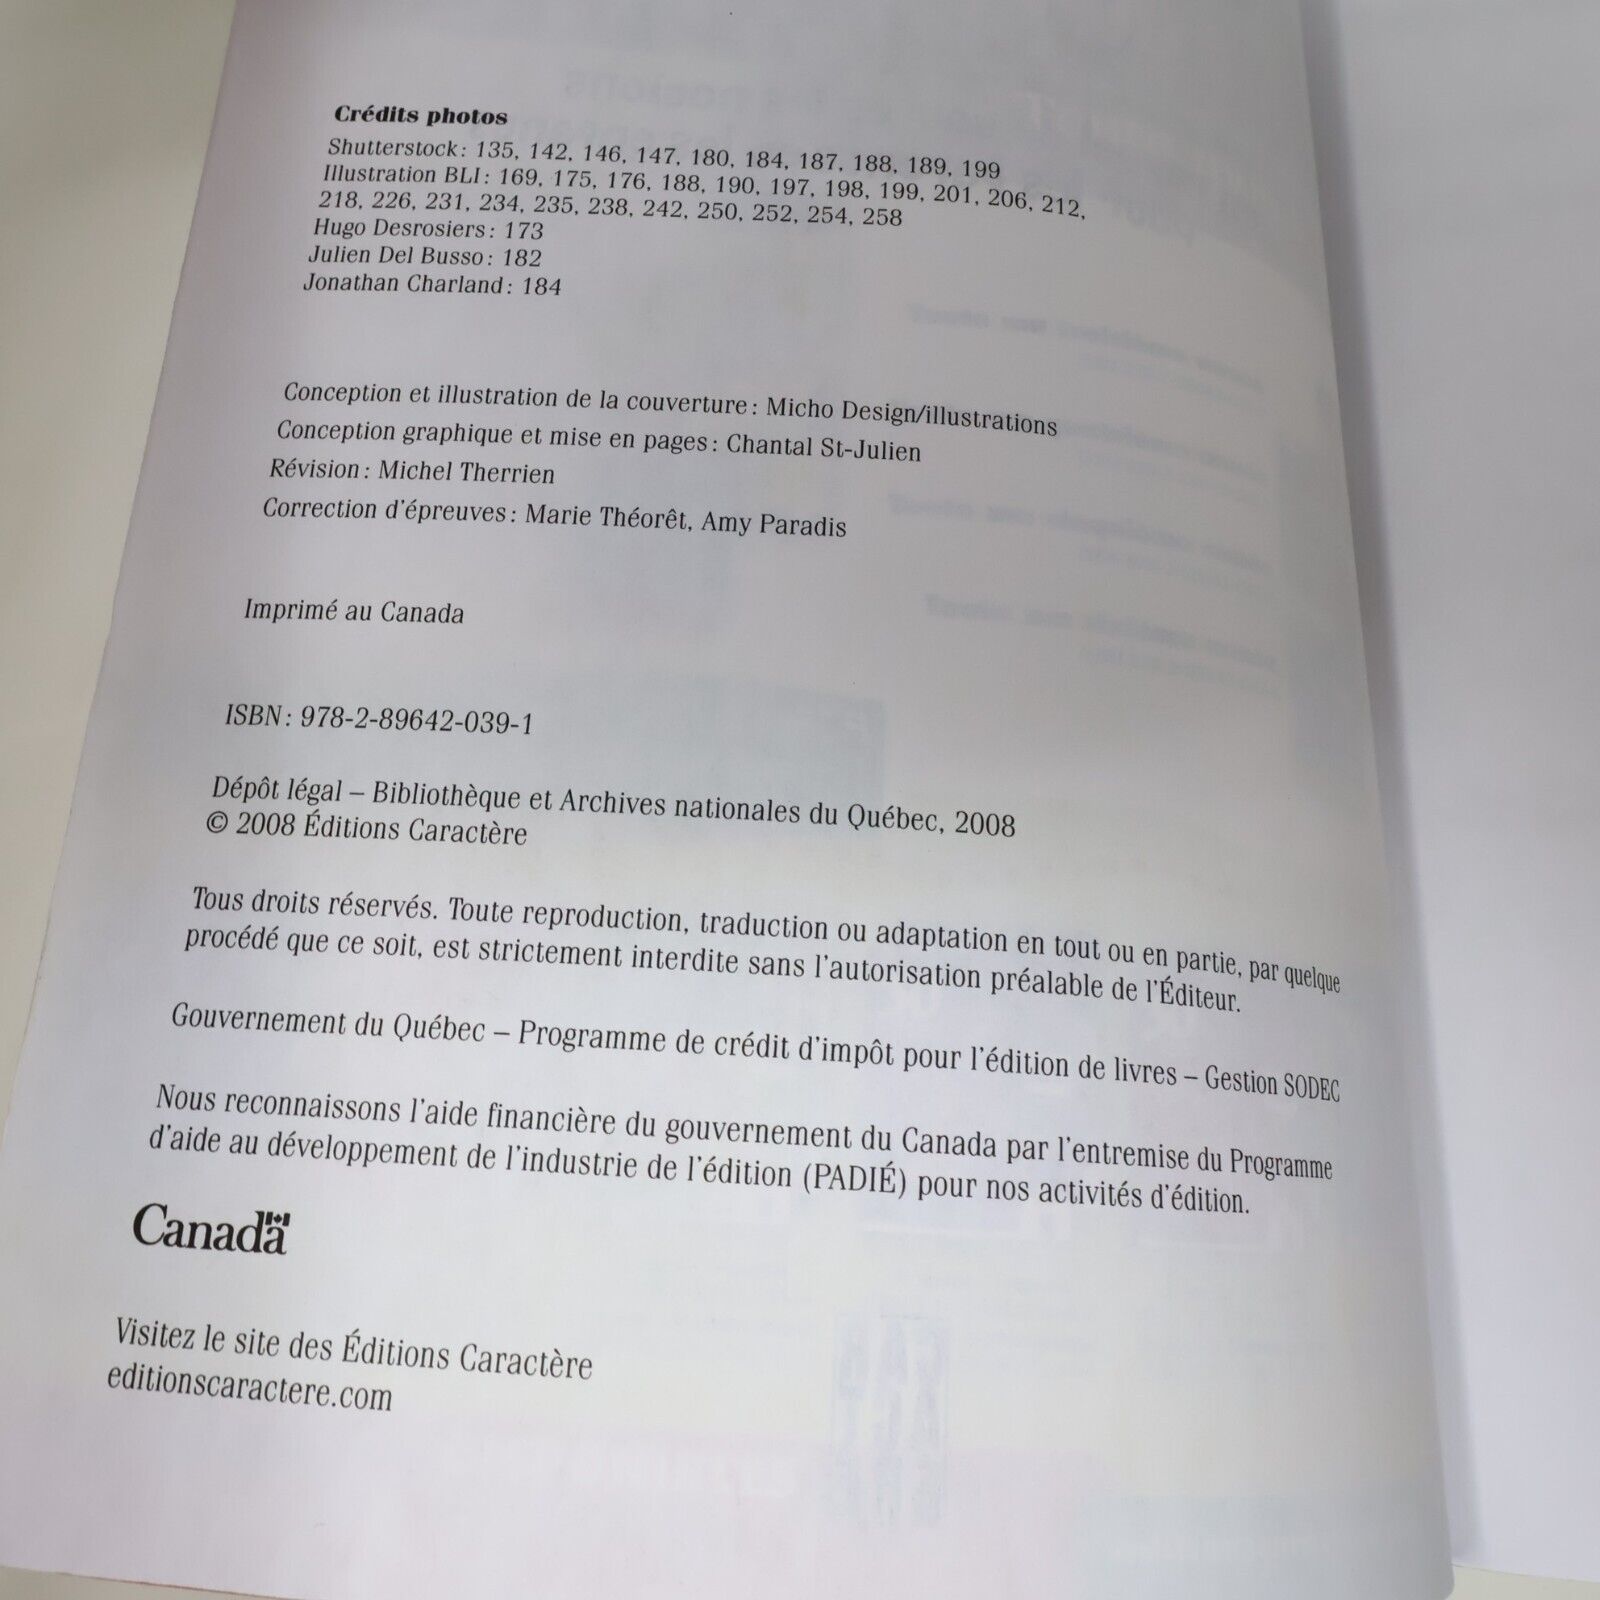 Crédits photos
Shutterstock : 135, 142, 146, 147, 180, 184, 187, 188, 189, 199
Illustration BLI : 169, 175, 176, 188, 190, 197, 198, 199, 201, 206, 212,
218, 226, 231, 234, 235, 238, 242, 250, 252, 254, 258
Hugo Desrosiers : 173
Julien Del Busso : 182
Jonathan Charland : 184
Conception et illustration de la couverture : Micho Design/illustrations
Conception graphique et mise en pages : Chantal St-Julien
Révision : Michel Therrien
Correction d'épreuves : Marie Théorêt, Amy Paradis
Imprimé au Canada
ISBN : 978-2-89642-039-1
Dépôt légal – Bibliothèque et Archives nationales du Québec, 2008
© 2008 Éditions Caractère
Tous droits réservés. Toute reproduction, traduction ou adaptation en tout ou en partie, par quelque
procédé que ce soit, est strictement interdite sans l'autorisation préalable de l'Éditeur.
Gouvernement du Québec – Programme de crédit d'impôt pour l'édition de livres – Gestion SODEC
Nous reconnaissons l'aide financière du gouvernement du Canada par l'entremise du Programme
d'aide au développement de l'industrie de l'édition (PADIÉ) pour nos activités d'édition.
Canada
Visitez le site des Éditions Caractère
editionscaractere.com